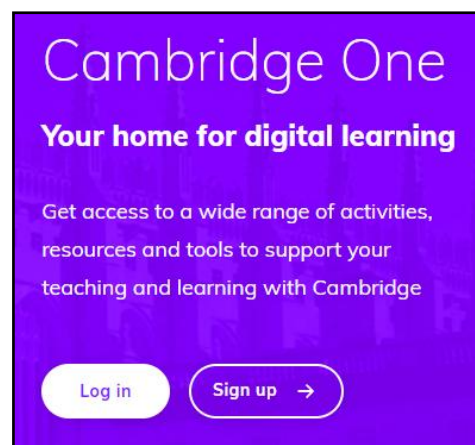 Cambridge One
Your home for digital learning
Get access to a wide range of activities,
resources and tools to support your
teaching and learning with Cambridge
Log in
Sign up →